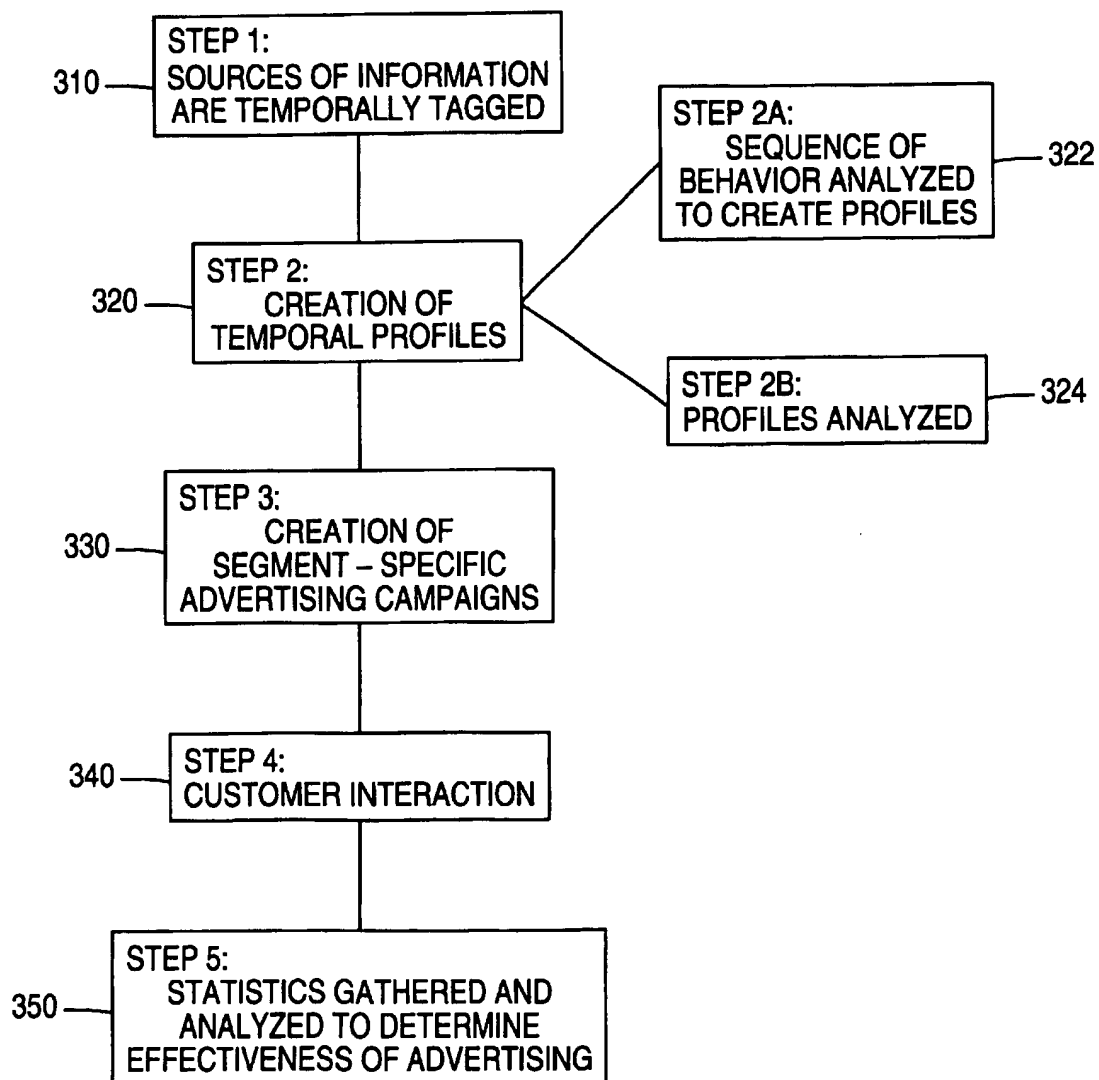 310
STEP 1:
SOURCES OF INFORMATION
ARE TEMPORALLY TAGGED
STEP 2A:
SEQUENCE OF
BEHAVIOR ANALYZED
TO CREATE PROFILES
322
320
STEP 2:
CREATION OF
TEMPORAL PROFILES
STEP 2B:
PROFILES ANALYZED
324
330
STEP 3:
CREATION OF
SEGMENT – SPECIFIC
ADVERTISING CAMPAIGNS
340
STEP 4:
CUSTOMER INTERACTION
350
STEP 5:
STATISTICS GATHERED AND
ANALYZED TO DETERMINE
EFFECTIVENESS OF ADVERTISING